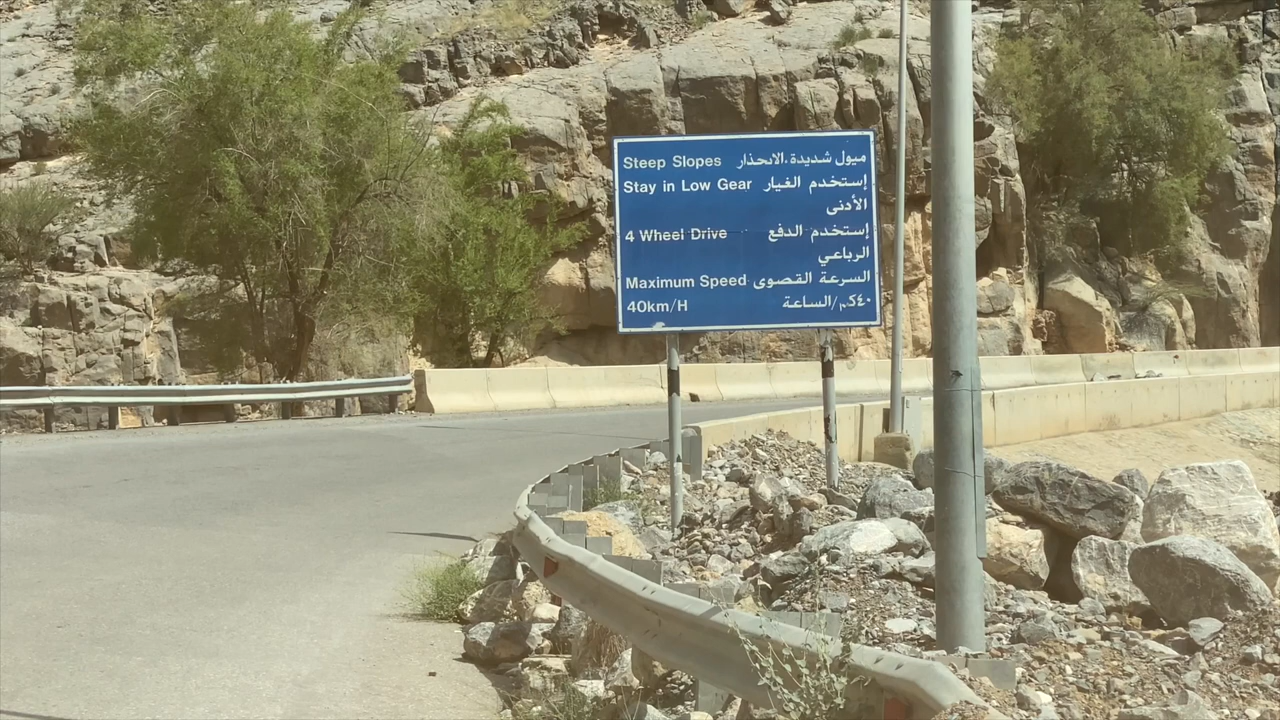 Steep Slopes ميول شديدة الانحدار
Stay in Low Gear إستخدم الغيار
الأدنى
4 Wheel Drive إستخدم الدفع
الرباعي
Maximum Speed السرعة القصوى
40km/H ٤٠كم/الساعة